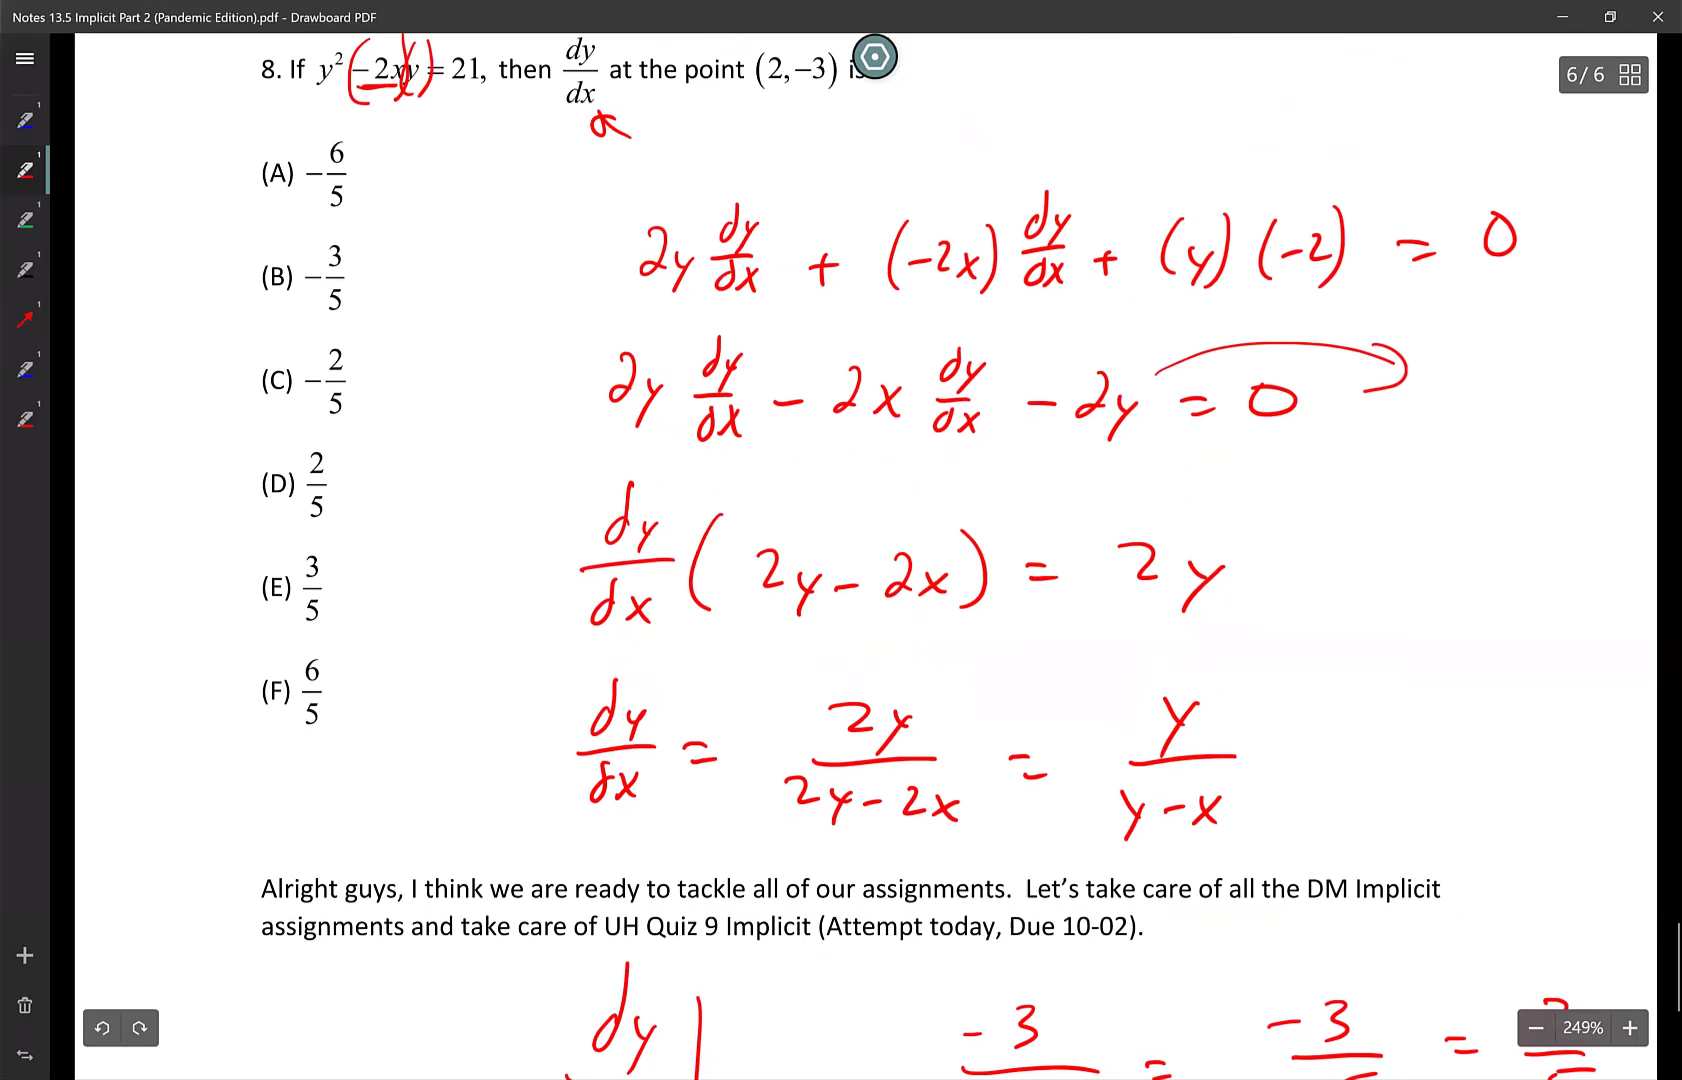 Notes 13.5 Implicit Part 2 (Pandemic Edition).pdf - Drawboard PDF
6 / 6
8. If y² - 2xy = 21, then dy/dx at the point (2, -3) is
(A) -6/5
(B) -3/5
(C) -2/5
(D) 2/5
(E) 3/5
(F) 6/5
2y dy/dx + (-2x) dy/dx + (y)(-2) = 0
2y dy/dx - 2x dy/dx - 2y = 0
dy/dx (2y - 2x) = 2y
dy/dx = 2y/(2y - 2x) = y/(y - x)
Alright guys, I think we are ready to tackle all of our assignments. Let's take care of all the DM Implicit
assignments and take care of UH Quiz 9 Implicit (Attempt today, Due 10-02).
dy | -3 = -3 =
249%